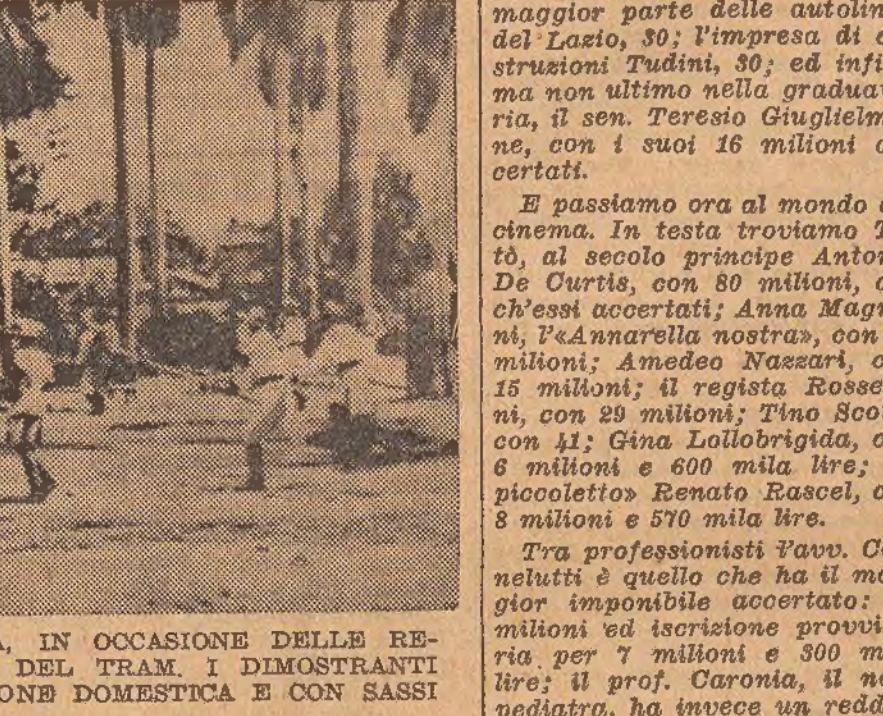 A, IN OCCASIONE DELLE RE-
DEL TRAM. I DIMOSTRANTI
ONE DOMESTICA E CON SASSI
maggior parte delle autolin
del Lazio, 30; l'impresa di c
struzioni Tudini, 30; ed infi
ma non ultimo nella graduat
ria, il sen. Teresio Giuglielm
ne, con i suoi 16 milioni a
certati.
E passiamo ora al mondo
cinema. In testa troviamo T
tò, al secolo principe Anton
De Curtis, con 80 milioni, a
ch'essi accertati; Anna Magn
ni, l'«Annarella nostra», con
milioni; Amedeo Nazzari, c
15 milioni; il regista Rosse
ni, con 29 milioni; Tino Sco
con 41; Gina Lollobrigida, c
6 milioni e 600 mila lire;
piccoletto» Renato Rascel, c
8 milioni e 570 mila lire.
Tra professionisti l'avv. Ca
nelutti è quello che ha il ma
gior imponibile accertato:
milioni ed iscrizione provvi
ria per 7 milioni e 300 m
lire; il prof. Caronia, il no
pediatra, ha invece un redd